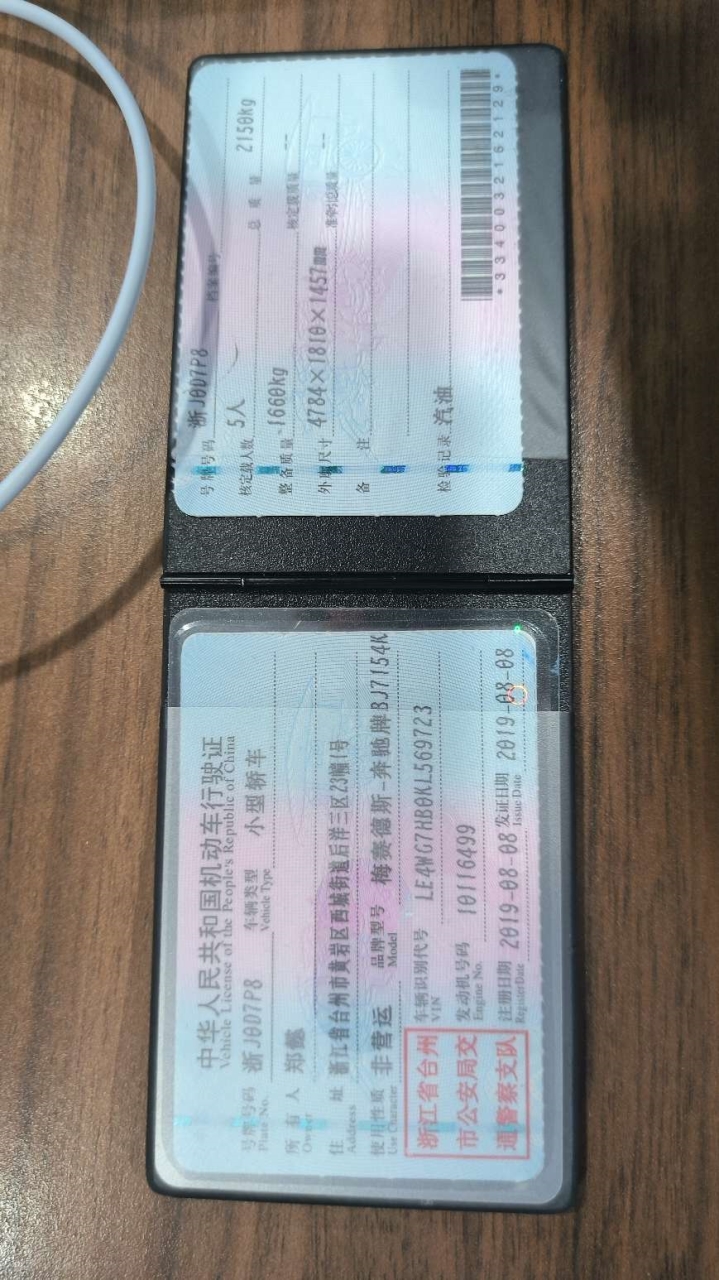 中华人民共和国机动车行驶证
Vehicle License of the People's Republic of China
号牌号码 浙J0D7P8 车辆类型 小型轿车
Plate No. Vehicle Type
所有人 郑懿
Owner
住址 浙江省台州市黄岩区西城街道后洋三区23幢1号
Address
使用性质 非营运 品牌型号 梅赛德斯-奔驰牌BJ7154K
Use Character Model
浙江省台州
市公安局交
通警察支队
车辆识别代号 LE4WG7HB0KL569723
VIN
发动机号码 10116499
Engine No.
注册日期 2019-08-08 发证日期 2019-08-08
Register Date Issue Date
号牌号码 浙J0D7P8 档案编号
核定载人数 5人 总质量 2150kg
整备质量 1660kg 核定载质量 --
外廓尺寸 4784×1810×1457 准牵引总质量 --
备注
检验记录 汽油
*3340032162129*